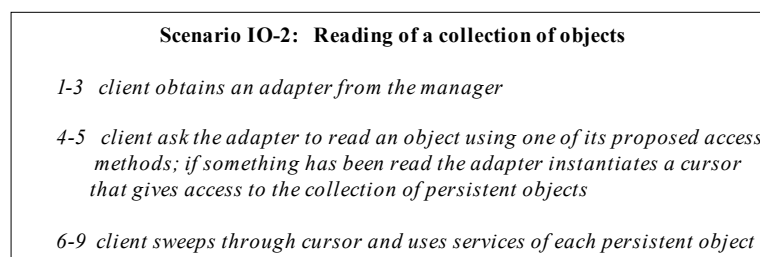 Scenario IO-2: Reading of a collection of objects
1-3 client obtains an adapter from the manager
4-5 client ask the adapter to read an object using one of its proposed access
methods; if something has been read the adapter instantiates a cursor
that gives access to the collection of persistent objects
6-9 client sweeps through cursor and uses services of each persistent object